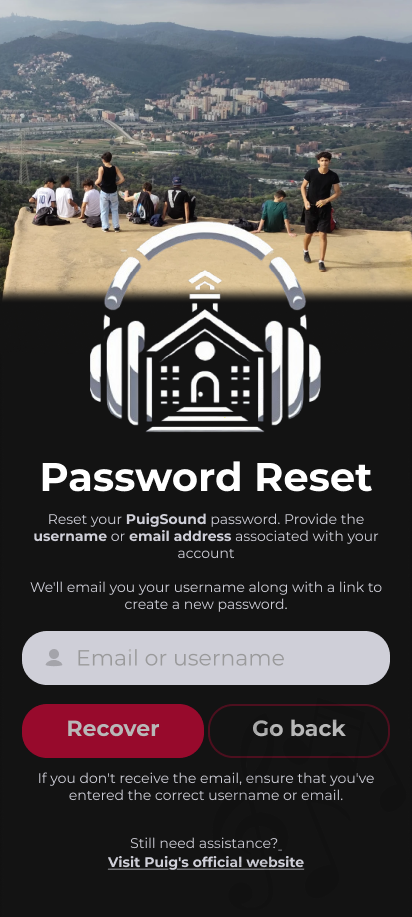 Password Reset
Reset your PuigSound password. Provide the
username or email address associated with your
account
We'll email you your username along with a link to
create a new password.
Email or username
Recover
Go back
If you don't receive the email, ensure that you've
entered the correct username or email.
Still need assistance?
Visit Puig's official website